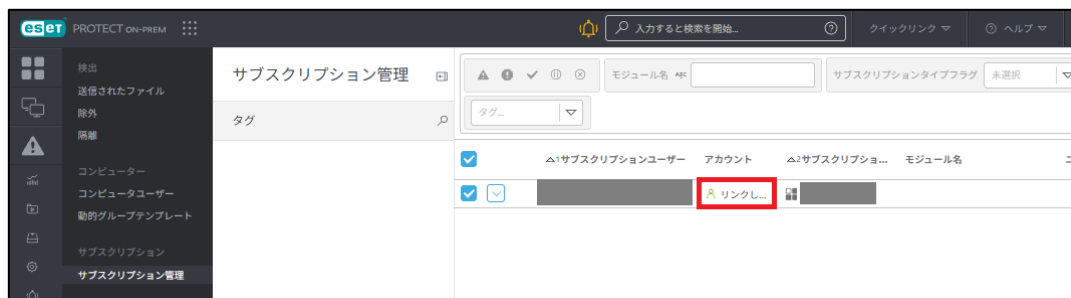 eset PROTECT ON-PREM
入力すると検索を開始...
クイックリンク
ヘルプ
検出
送信されたファイル
除外
隔離
コンピューター
コンピュータユーザー
動的グループテンプレート
サブスクリプション
サブスクリプション管理
サブスクリプション管理
タグ
モジュール名 ABC
サブスクリプションタイプフラグ 未選択
タグ...
1サブスクリプションユーザー アカウント 2サブスクリプショ... モジュール名
リンクし...